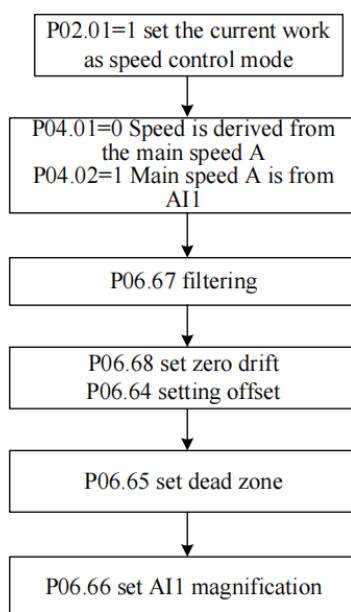 P02.01=1 set the current work
as speed control mode
P04.01=0 Speed is derived from
the main speed A
P04.02=1 Main speed A is from
AI1
P06.67 filtering
P06.68 set zero drift
P06.64 setting offset
P06.65 set dead zone
P06.66 set AI1 magnification